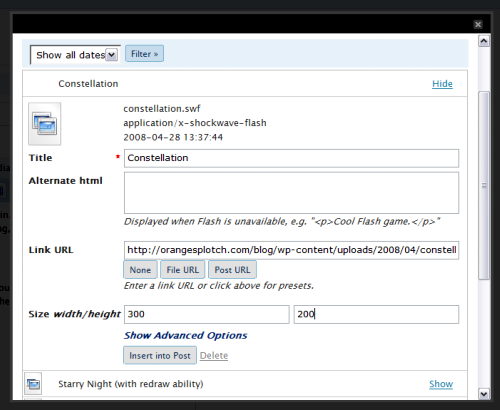 Show all dates Filter »
Constellation Hide
constellation.swf
application/x-shockwave-flash
2008-04-28 13:37:44
Title * Constellation
Alternate html
Displayed when Flash is unavailable, e.g. "<p>Cool Flash game.</p>"
Link URL http://orangesplotch.com/blog/wp-content/uploads/2008/04/constell
None File URL Post URL
Enter a link URL or click above for presets.
Size width/height 300 200
Show Advanced Options
Insert into Post Delete
Starry Night (with redraw ability) Show